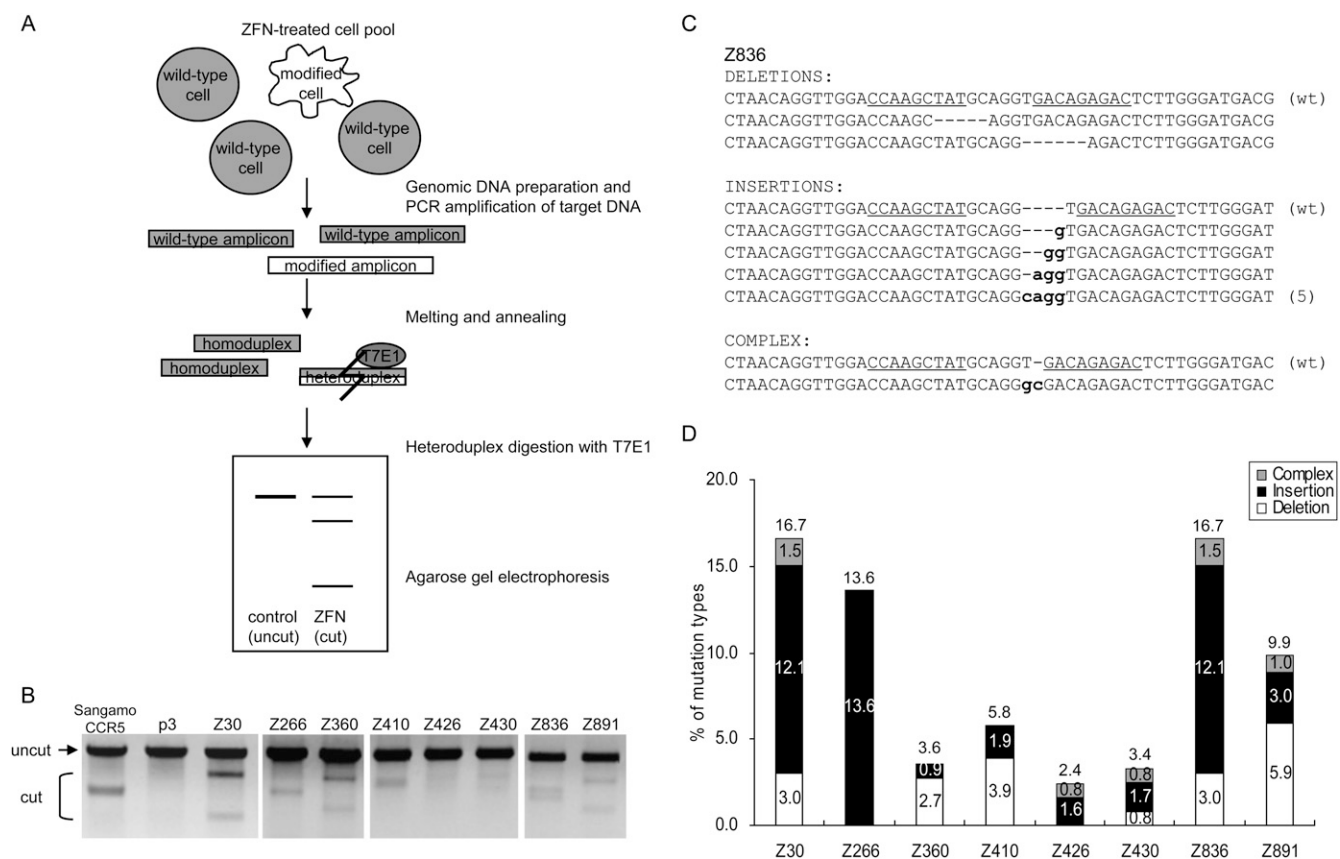 A
ZFN-treated cell pool
wild-type
cell
modified
cell
wild-type
cell
wild-type
cell
Genomic DNA preparation and
PCR amplification of target DNA
wild-type amplicon
wild-type amplicon
modified amplicon
Melting and annealing
homoduplex
homoduplex
T7E1
heteroduplex
Heteroduplex digestion with T7E1
Agarose gel electrophoresis
control
(uncut)
ZFN
(cut)
B
Sangamo
CCR5
p3
Z30
Z266
Z360
Z410
Z426
Z430
Z836
Z891
uncut
cut
C
Z836
DELETIONS:
CTAACAGGTTGGACCAAGCTATGCAGGTGACAGAGACTCTTGGGATGACG (wt)
CTAACAGGTTGGACCAAGC-----AGGTGACAGAGACTCTTGGGATGACG
CTAACAGGTTGGACCAAGCTATGCAGGT------AGACTCTTGGGATGACG
INSERTIONS:
CTAACAGGTTGGACCAAGCTATGCAGG----TGACAGAGACTCTTGGGAT (wt)
CTAACAGGTTGGACCAAGCTATGCAGG---gTGACAGAGACTCTTGGGAT
CTAACAGGTTGGACCAAGCTATGCAGG--ggTGACAGAGACTCTTGGGAT
CTAACAGGTTGGACCAAGCTATGCAGG-aggTGACAGAGACTCTTGGGAT
CTAACAGGTTGGACCAAGCTATGCAGGcaggTGACAGAGACTCTTGGGAT (5)
COMPLEX:
CTAACAGGTTGGACCAAGCTATGCAGGT-GACAGAGACTCTTGGGATGAC (wt)
CTAACAGGTTGGACCAAGCTATGCAGGgcGACAGAGACTCTTGGGATGAC
D
% of mutation types
20.0
15.0
10.0
5.0
0.0
Complex
Insertion
Deletion
16.7
1.5
12.1
3.0
13.6
13.6
3.6
0.9
2.7
5.8
1.9
3.9
2.4
0.8
1.6
3.4
0.8
1.7
0.8
16.7
1.5
12.1
3.0
9.9
1.0
3.0
5.9
Z30
Z266
Z360
Z410
Z426
Z430
Z836
Z891